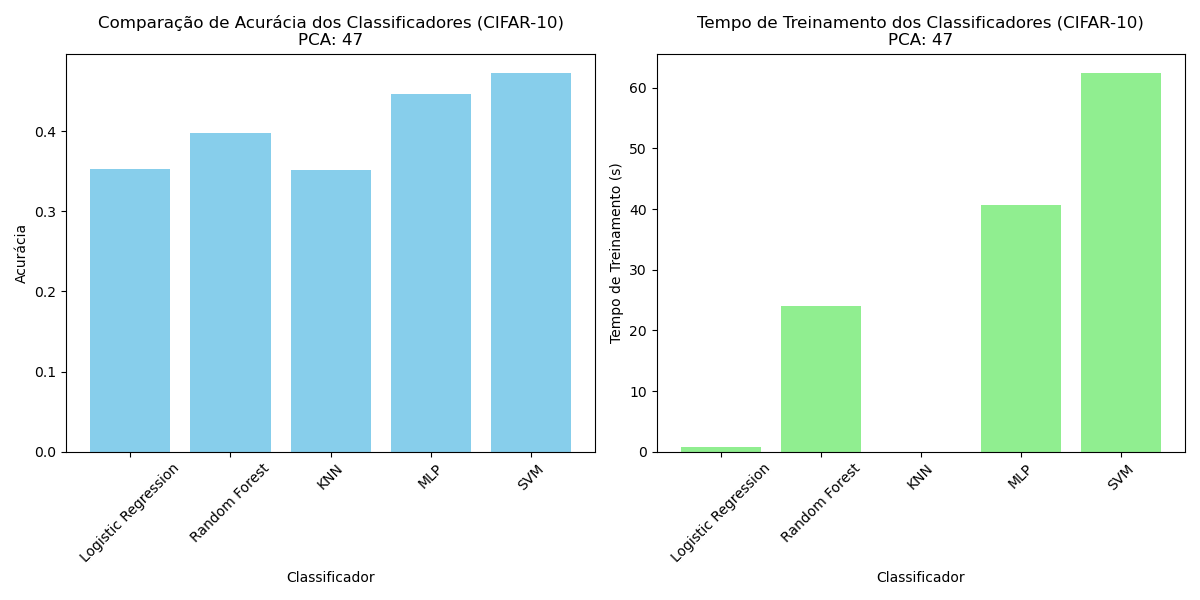 Comparação de Acurácia dos Classificadores (CIFAR-10)
PCA: 47
Acurácia
0.4
0.3
0.2
0.1
0.0
Logistic Regression
Random Forest
KNN
MLP
SVM
Classificador
Tempo de Treinamento dos Classificadores (CIFAR-10)
PCA: 47
Tempo de Treinamento (s)
60
50
40
30
20
10
0
Logistic Regression
Random Forest
KNN
MLP
SVM
Classificador